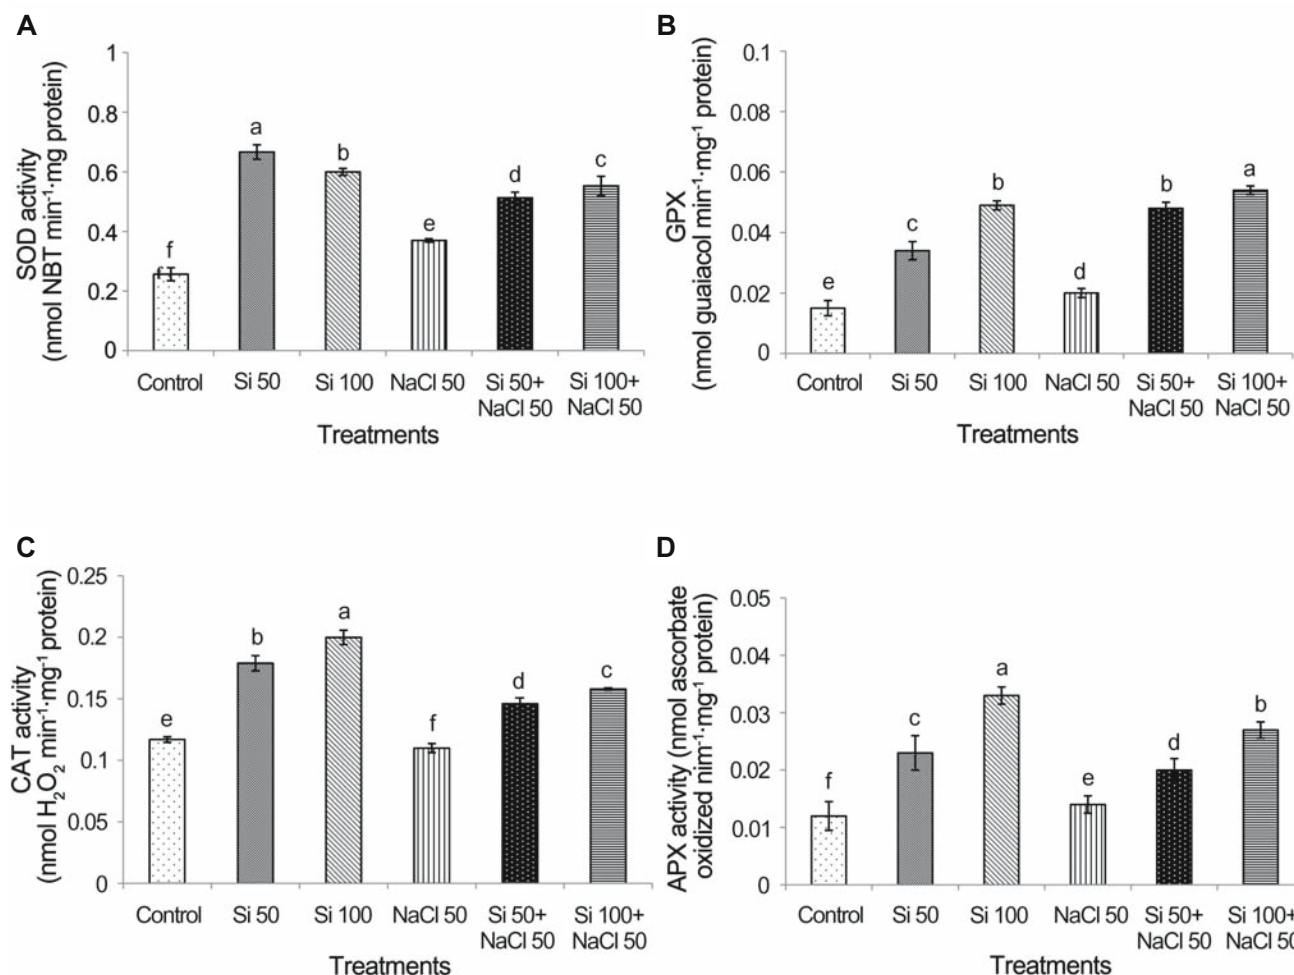 A
SOD activity
(nmol NBT min⁻¹·mg protein)
1
0.8
0.6
0.4
0.2
0
f
a
b
e
d
c
Control
Si 50
Si 100
NaCl 50
Si 50+
NaCl 50
Si 100+
NaCl 50
Treatments
B
GPX
(nmol guaiacol min⁻¹·mg⁻¹ protein)
0.1
0.08
0.06
0.04
0.02
0
e
c
b
d
b
a
Control
Si 50
Si 100
NaCl 50
Si 50+
NaCl 50
Si 100+
NaCl 50
Treatments
C
CAT activity
(nmol H₂O₂ min⁻¹·mg⁻¹ protein)
0.25
0.2
0.15
0.1
0.05
0
e
b
a
f
d
c
Control
Si 50
Si 100
NaCl 50
Si 50+
NaCl 50
Si 100+
NaCl 50
Treatments
D
APX activity (nmol ascorbate
oxidized nim⁻¹·mg⁻¹ protein)
0.05
0.04
0.03
0.02
0.01
0
f
c
a
e
d
b
Control
Si 50
Si 100
NaCl 50
Si 50+
NaCl 50
Si 100+
NaCl 50
Treatments